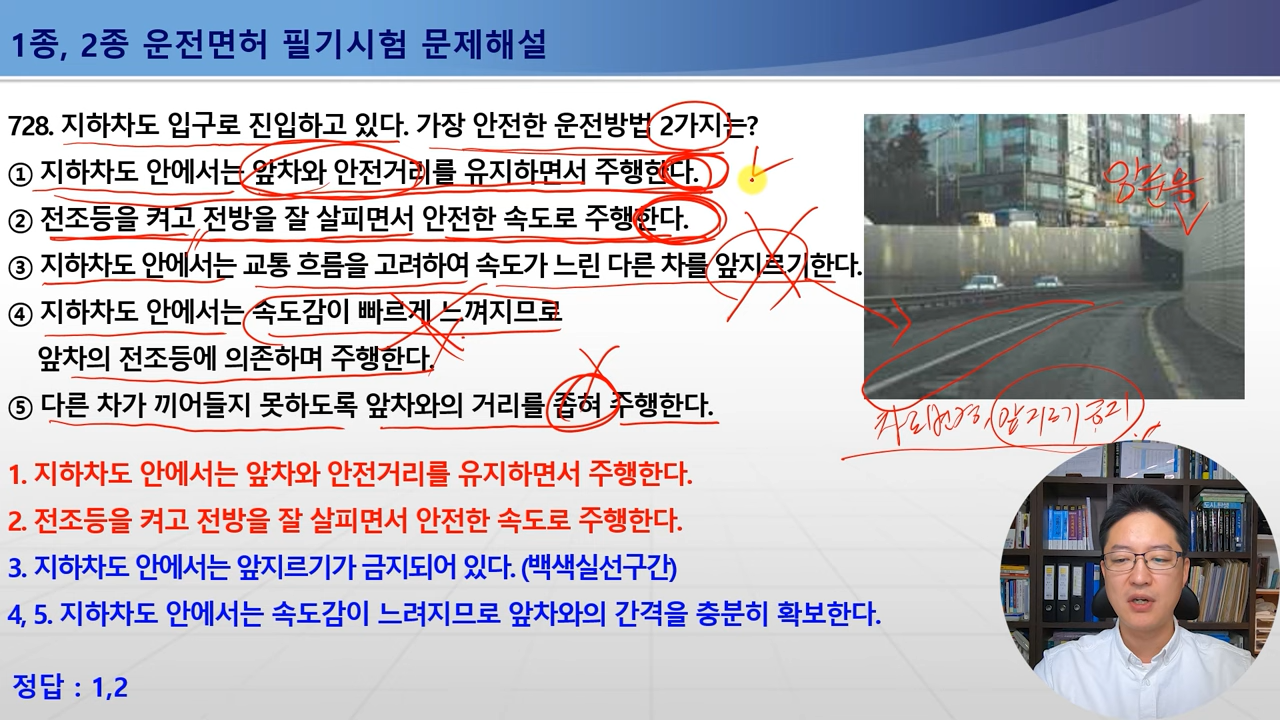 1종, 2종 운전면허 필기시험 문제해설
728. 지하차도 입구로 진입하고 있다. 가장 안전한 운전방법 2가지는?
① 지하차도 안에서는 앞차와 안전거리를 유지하면서 주행한다.
② 전조등을 켜고 전방을 잘 살피면서 안전한 속도로 주행한다.
③ 지하차도 안에서는 교통 흐름을 고려하여 속도가 느린 다른 차를 앞지르기한다.
④ 지하차도 안에서는 속도감이 빠르게 느껴지므로
앞차의 전조등에 의존하며 주행한다.
⑤ 다른 차가 끼어들지 못하도록 앞차와의 거리를 좁혀 주행한다.
암순응
차로변경, 앞지르기 금지
1. 지하차도 안에서는 앞차와 안전거리를 유지하면서 주행한다.
2. 전조등을 켜고 전방을 잘 살피면서 안전한 속도로 주행한다.
3. 지하차도 안에서는 앞지르기가 금지되어 있다. (백색실선구간)
4, 5. 지하차도 안에서는 속도감이 느려지므로 앞차와의 간격을 충분히 확보한다.
정답 : 1,2